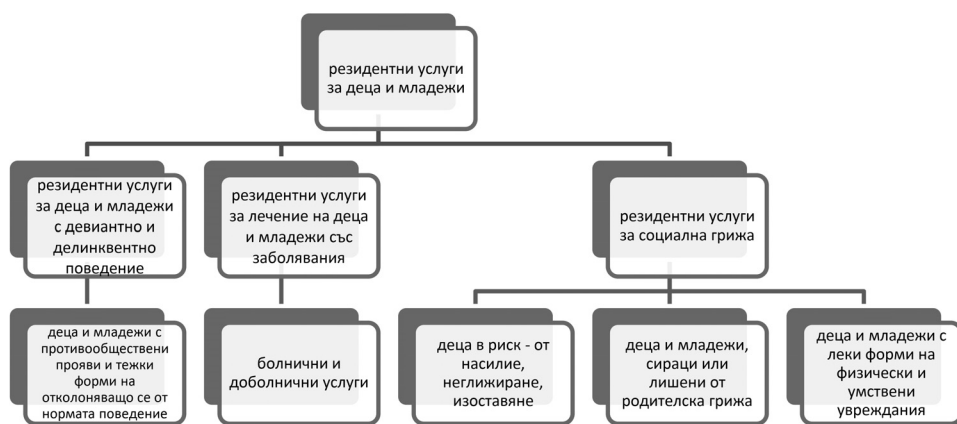 резидентни услуги
за деца и младежи
резидентни услуги
за деца и младежи
с девиантно и
делинквентно
поведение
резидентни услуги
за лечение на деца
и младежи със
заболявания
резидентни услуги
за социална грижа
деца и младежи с
противообществени
прояви и тежки
форми на
отколоняващо се от
нормата поведение
болнични и
доболнични услуги
деца в риск - от
насилие,
неглижиране,
изоставяне
деца и младежи,
сираци или
лишени от
родителска грижа
деца и младежи с
леки форми на
физически и
умствени
увреждания